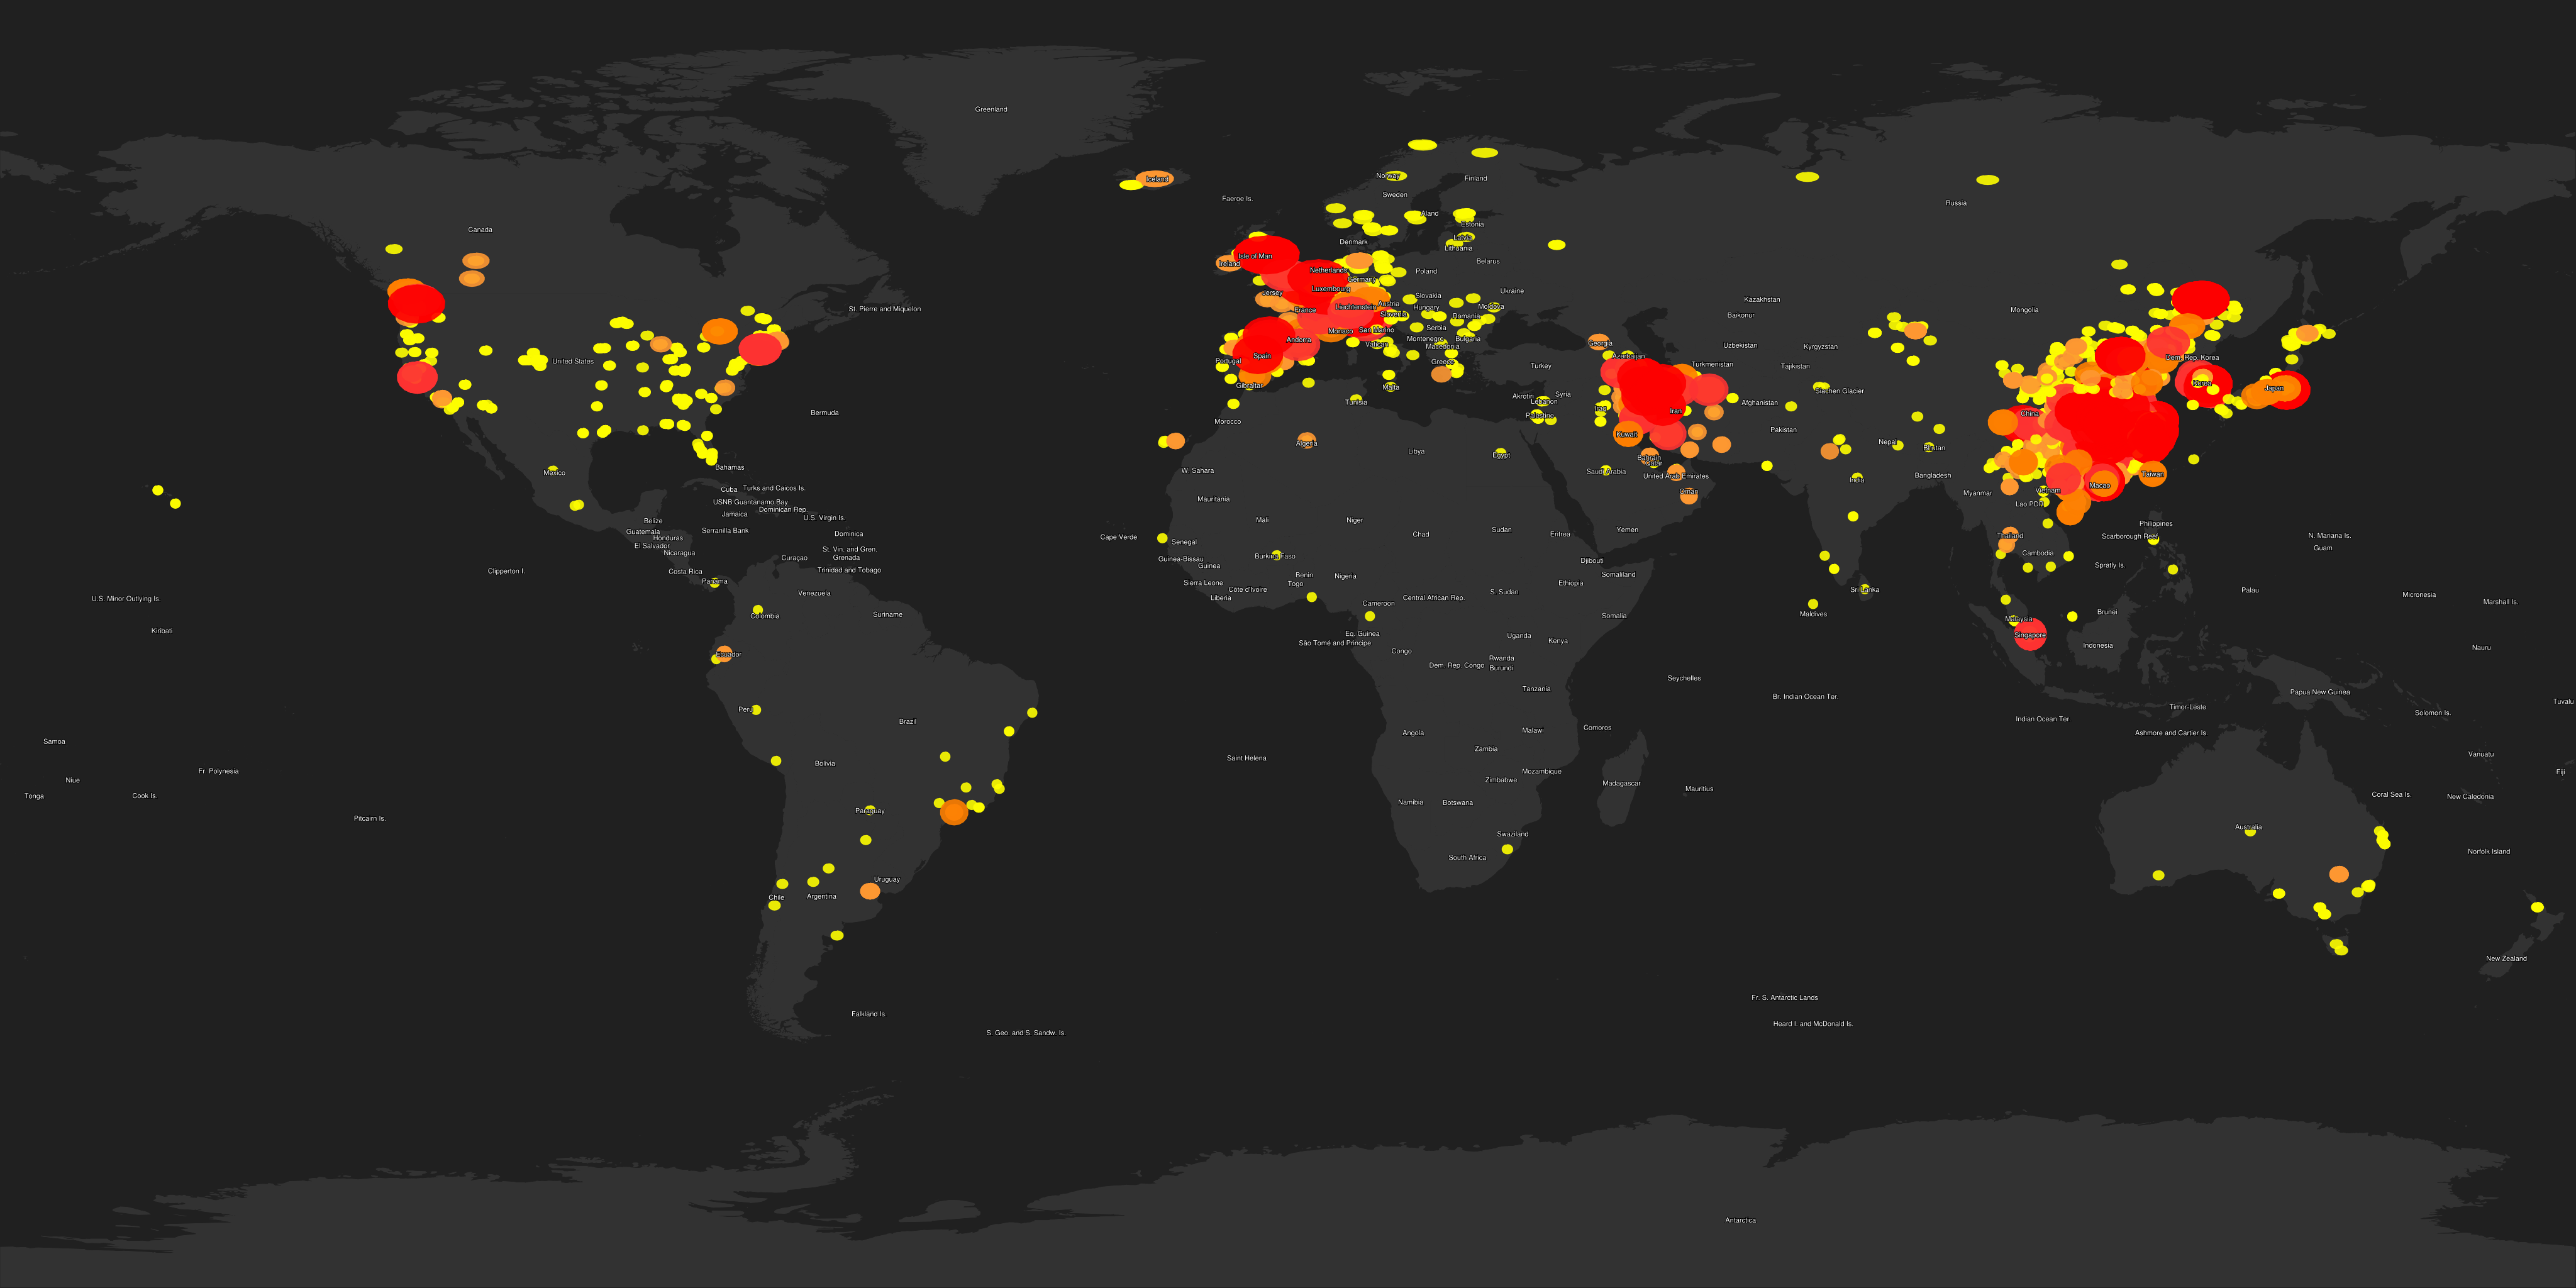 Greenland
Iceland
Norway
Finland
Sweden
Faeroe Is.
Russia
Aland
Estonia
Canada
Latvia
Denmark
Lithuania
Isle of Man
Ireland
Belarus
Netherlands
Poland
Germany
Luxembourg
Jersey
Ukraine
Slovakia
Kazakhstan
Austria
Liechtenstein
Hungary
Moldova
St. Pierre and Miquelon
France
Mongolia
Slovenia
Baikonur
Romania
Serbia
Monaco
San Marino
Andorra
Montenegro
Bulgaria
Vatican
Georgia
Uzbekistan
Kyrgyzstan
Macedonia
Spain
Azerbaijan
Dem. Rep. Korea
Portugal
United States
Greece
Turkmenistan
Turkey
Tajikistan
Gibraltar
Malta
Korea
Japan
Siachen Glacier
Syria
Akrotiri
Lebanon
Tunisia
Afghanistan
Iraq
Iran
Bermuda
China
Palestine
Morocco
Pakistan
Kuwait
Nepal
Algeria
Bhutan
Libya
Egypt
Bahrain
Qatar
Bahamas
W. Sahara
Mexico
Saudi Arabia
Taiwan
United Arab Emirates
Bangladesh
India
Macao
Cuba
Turks and Caicos Is.
Vietnam
Oman
Myanmar
Mauritania
USNB Guantanamo Bay
Lao PDR
Dominican Rep.
Jamaica
U.S. Virgin Is.
Mali
Niger
Belize
Philippines
Serranilla Bank
Sudan
Yemen
Guatemala
Dominica
Chad
Eritrea
Thailand
Scarborough Reef
N. Mariana Is.
Cape Verde
Honduras
Senegal
El Salvador
Guam
St. Vin. and Gren.
Nicaragua
Cambodia
Burkina Faso
Curaçao
Grenada
Guinea-Bissau
Djibouti
Spratly Is.
Guinea
Clipperton I.
Costa Rica
Trinidad and Tobago
Benin
Nigeria
Somaliland
Panama
Sierra Leone
Togo
Ethiopia
Côte d'Ivoire
Sri Lanka
Palau
Venezuela
S. Sudan
Micronesia
U.S. Minor Outlying Is.
Liberia
Central African Rep.
Marshall Is.
Cameroon
Brunei
Maldives
Colombia
Suriname
Somalia
Malaysia
Kiribati
Eq. Guinea
Uganda
Singapore
São Tomé and Principe
Kenya
Indonesia
Nauru
Congo
Ecuador
Rwanda
Dem. Rep. Congo
Burundi
Seychelles
Tanzania
Papua New Guinea
Br. Indian Ocean Ter.
Tuvalu
Timor-Leste
Peru
Solomon Is.
Indian Ocean Ter.
Brazil
Comoros
Malawi
Angola
Ashmore and Cartier Is.
Samoa
Zambia
Vanuatu
Saint Helena
Bolivia
Fr. Polynesia
Mozambique
Fiji
Niue
Zimbabwe
Madagascar
Mauritius
Tonga
Cook Is.
Coral Sea Is.
New Caledonia
Namibia
Botswana
Paraguay
Pitcairn Is.
Australia
Swaziland
Norfolk Island
South Africa
Uruguay
Chile
Argentina
New Zealand
Fr. S. Antarctic Lands
Falkland Is.
Heard I. and McDonald Is.
S. Geo. and S. Sandw. Is.
Antarctica